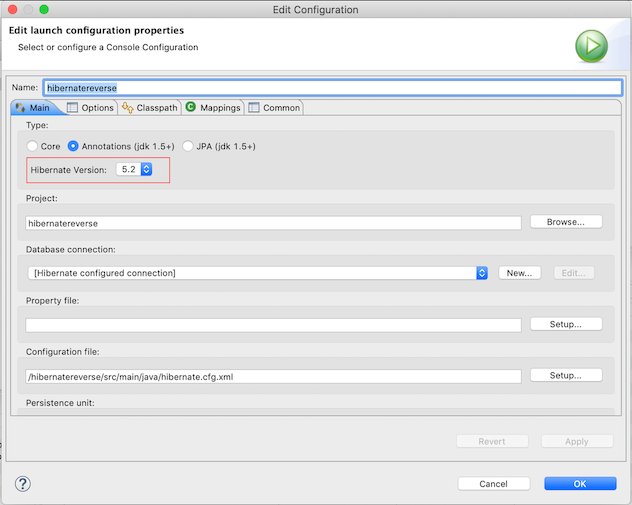 Edit Configuration
Edit launch configuration properties
Select or configure a Console Configuration
Name: hibernatereverse
Main Options Classpath Mappings Common
Type:
Core Annotations (jdk 1.5+) JPA (jdk 1.5+)
Hibernate Version: 5.2
Project:
hibernatereverse Browse...
Database connection:
[Hibernate configured connection] New... Edit...
Property file:
Setup...
Configuration file:
/hibernatereverse/src/main/java/hibernate.cfg.xml Setup...
Persistence unit:
Revert Apply
? Cancel OK